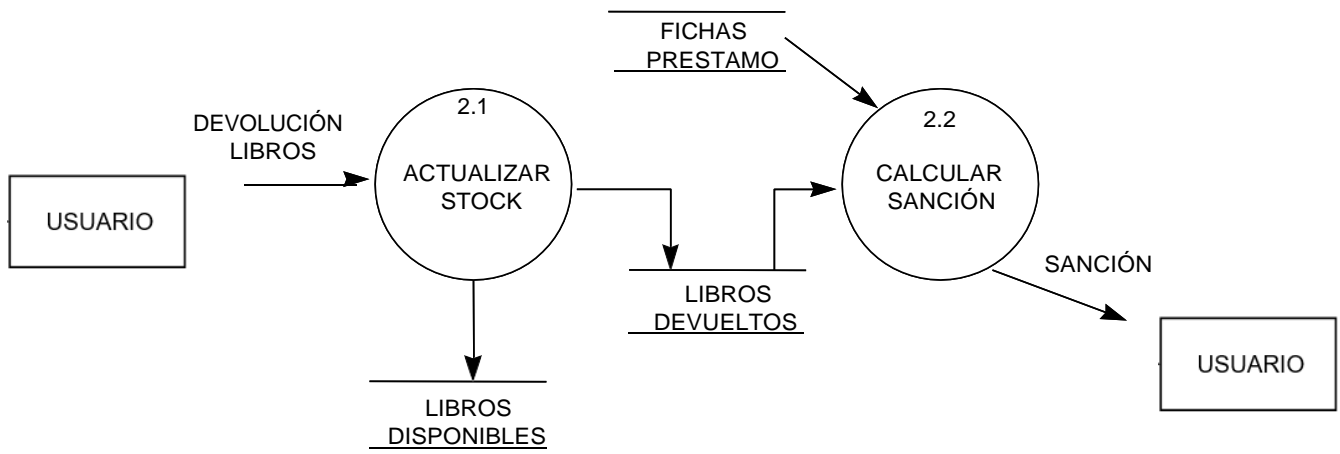 FICHAS
PRESTAMO
2.1
2.2
DEVOLUCIÓN
LIBROS
ACTUALIZAR
STOCK
CALCULAR
SANCIÓN
USUARIO
SANCIÓN
LIBROS
DEVUELTOS
USUARIO
LIBROS
DISPONIBLES